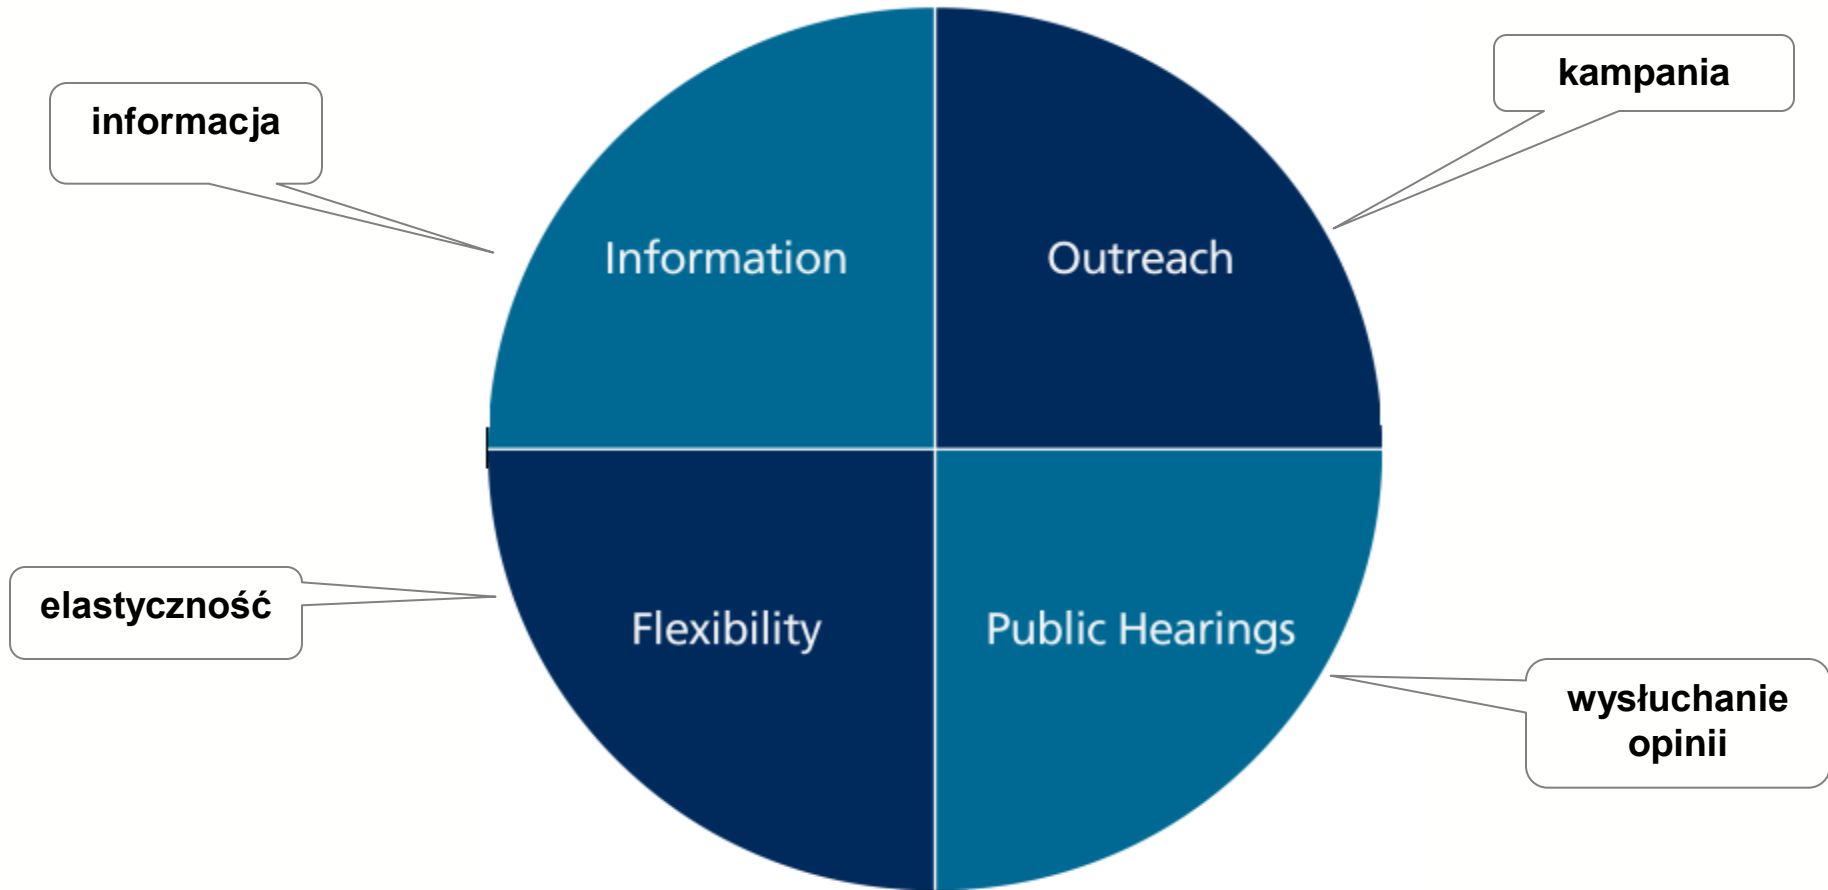 kampania
informacja
Information
Outreach
elastyczność
Flexibility
Public Hearings
wysłuchanie
opinii